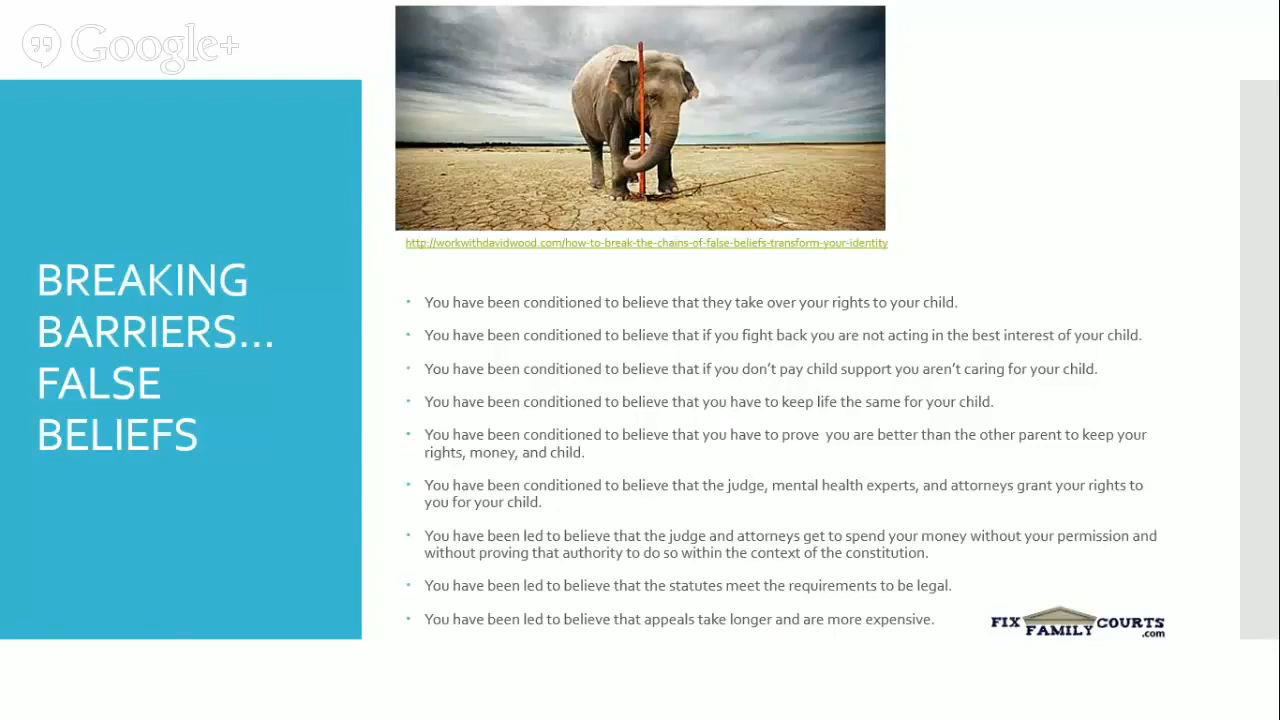 Google+
BREAKING
BARRIERS...
FALSE
BELIEFS
http://workwithdavidwood.com/how-to-break-the-chains-of-false-beliefs-transform-your-identity
• You have been conditioned to believe that they take over your rights to your child.
• You have been conditioned to believe that if you fight back you are not acting in the best interest of your child.
• You have been conditioned to believe that if you don't pay child support you aren't caring for your child.
• You have been conditioned to believe that you have to keep life the same for your child.
• You have been conditioned to believe that you have to prove you are better than the other parent to keep your
rights, money, and child.
• You have been conditioned to believe that the judge, mental health experts, and attorneys grant your rights to
you for your child.
• You have been led to believe that the judge and attorneys get to spend your money without your permission and
without proving that authority to do so within the context of the constitution.
• You have been led to believe that the statutes meet the requirements to be legal.
• You have been led to believe that appeals take longer and are more expensive.
FIX FAMILY COURTS
.com